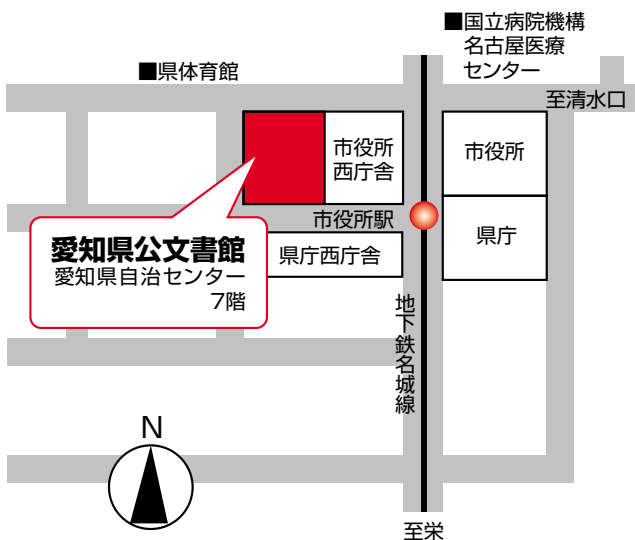 ■国立病院機構
名古屋医療
センター
■県体育館
至清水口
市役所
西庁舎
市役所
市役所駅
県庁
愛知県公文書館
愛知県自治センター
7階
県庁西庁舎
地下鉄名城線
N
至栄